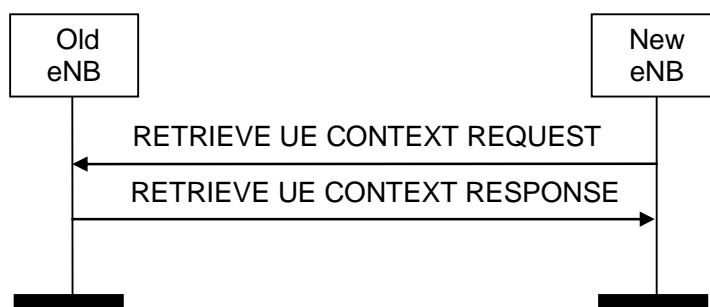 Old
eNB
New
eNB
RETRIEVE UE CONTEXT REQUEST
RETRIEVE UE CONTEXT RESPONSE